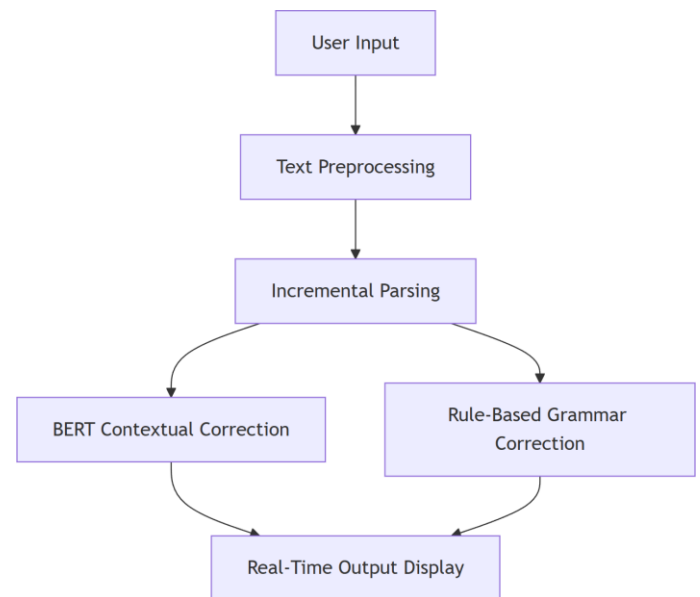 User Input
Text Preprocessing
Incremental Parsing
BERT Contextual Correction
Rule-Based Grammar
Correction
Real-Time Output Display